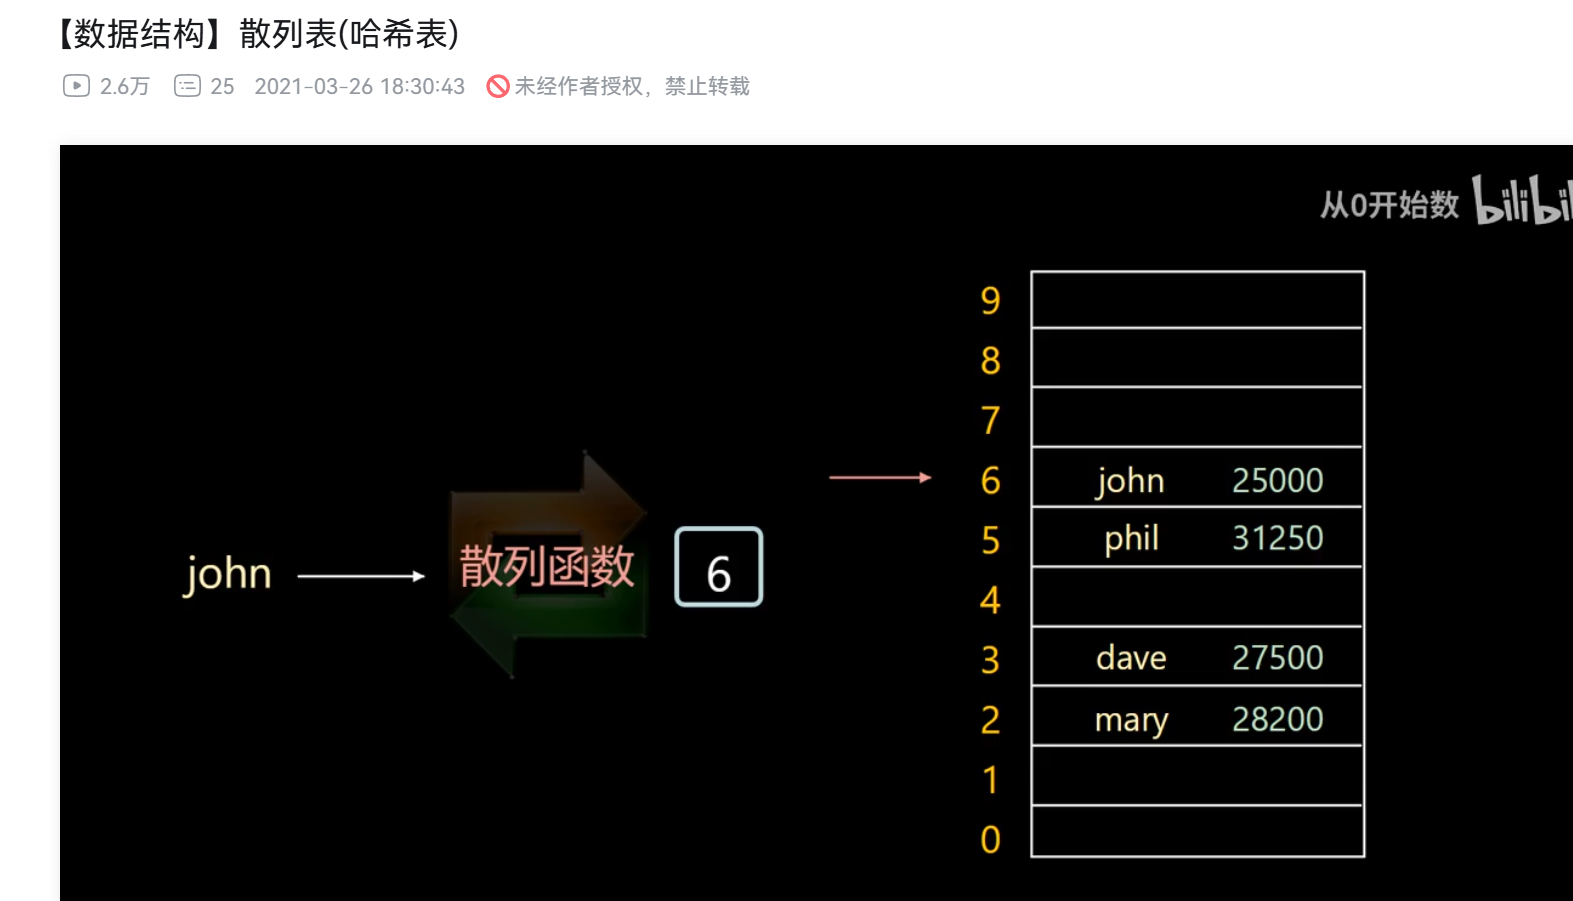 【数据结构】散列表(哈希表)
2.6万 25 2021-03-26 18:30:43 未经作者授权，禁止转载
从0开始数 bilibil
9
8
7
6 john 25000
5 phil 31250
john 散列函数 6
4
3 dave 27500
2 mary 28200
1
0